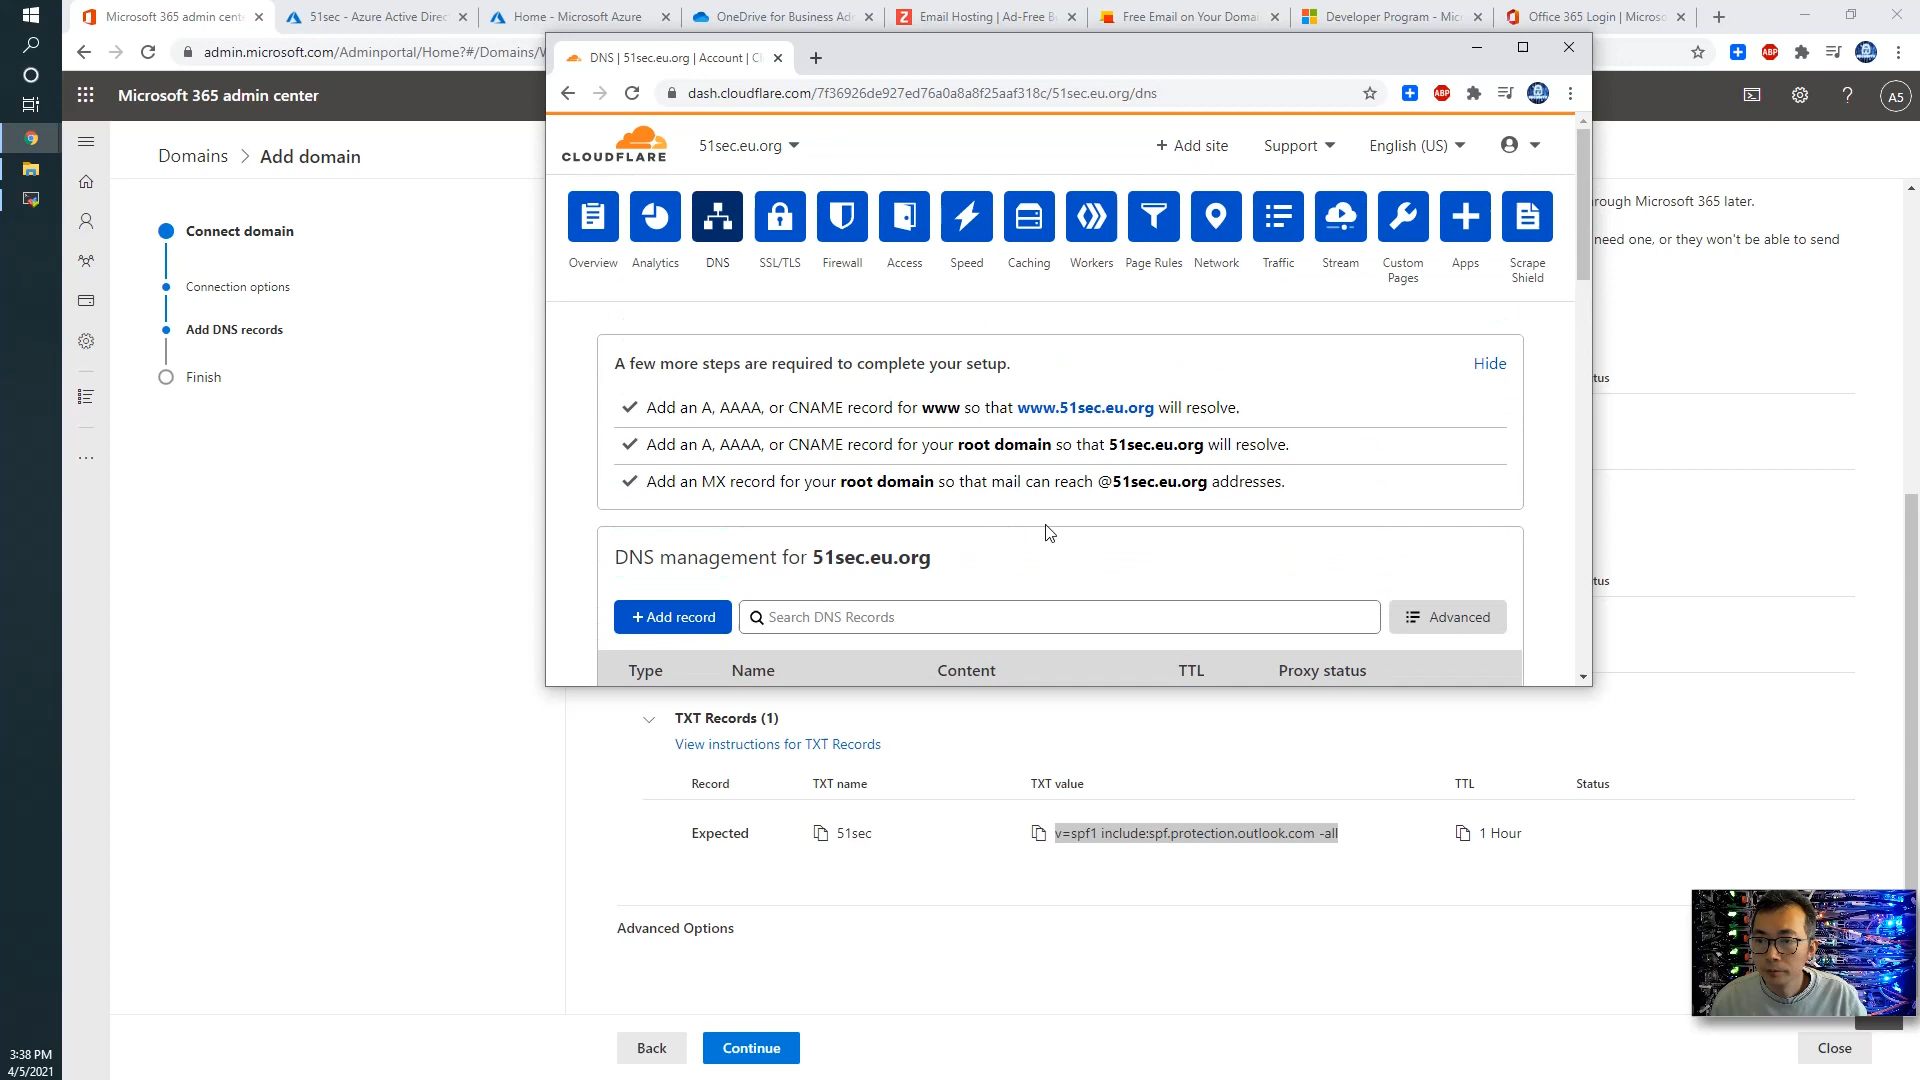 Microsoft 365 admin cente
51sec - Azure Active Direc
Home - Microsoft Azure
OneDrive for Business Ad
Email Hosting | Ad-Free B
Free Email on Your Domai
Developer Program - Mic
Office 365 Login | Microso
admin.microsoft.com/Adminportal/Home?#/Domains/W
ABP
Microsoft 365 admin center
A5
Domains > Add domain
Connect domain
Connection options
Add DNS records
Finish
DNS | 51sec.eu.org | Account | Cl
dash.cloudflare.com/7f36926de927ed76a0a8a8f25aaf318c/51sec.eu.org/dns
ABP
CLOUDFLARE
51sec.eu.org
+ Add site
Support
English (US)
Overview
Analytics
DNS
SSL/TLS
Firewall
Access
Speed
Caching
Workers
Page Rules
Network
Traffic
Stream
Custom Pages
Apps
Scrape Shield
A few more steps are required to complete your setup.
Hide
Add an A, AAAA, or CNAME record for www so that www.51sec.eu.org will resolve.
Add an A, AAAA, or CNAME record for your root domain so that 51sec.eu.org will resolve.
Add an MX record for your root domain so that mail can reach @51sec.eu.org addresses.
DNS management for 51sec.eu.org
+ Add record
Search DNS Records
Advanced
Type Name Content TTL Proxy status
rough Microsoft 365 later.
need one, or they won't be able to send
tus
tus
TXT Records (1)
View instructions for TXT Records
Record TXT name TXT value TTL Status
Expected 51sec v=spf1 include:spf.protection.outlook.com -all 1 Hour
Advanced Options
Back
Continue
Close
3:38 PM
4/5/2021